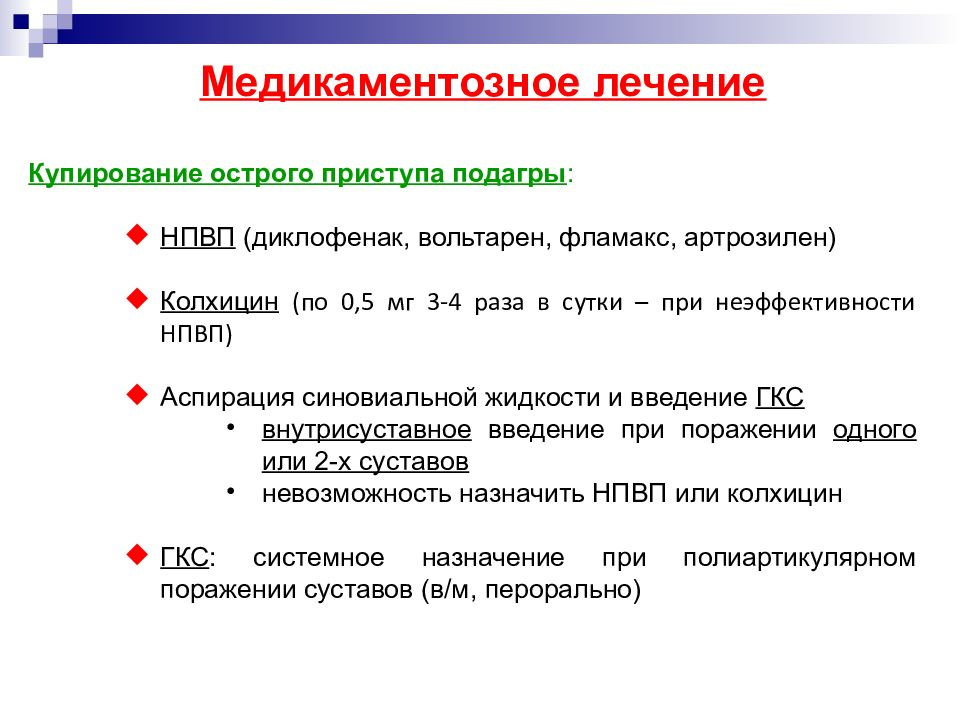 Медикаментозное лечение
Купирование острого приступа подагры:
НПВП (диклофенак, вольтарен, фламакс, артрозилен)
Колхицин (по 0,5 мг 3-4 раза в сутки – при неэффективности
НПВП)
Аспирация синовиальной жидкости и введение ГКС
• внутрисуставное введение при поражении одного
или 2-х суставов
• невозможность назначить НПВП или колхицин
ГКС: системное назначение при полиартикулярном
поражении суставов (в/м, перорально)